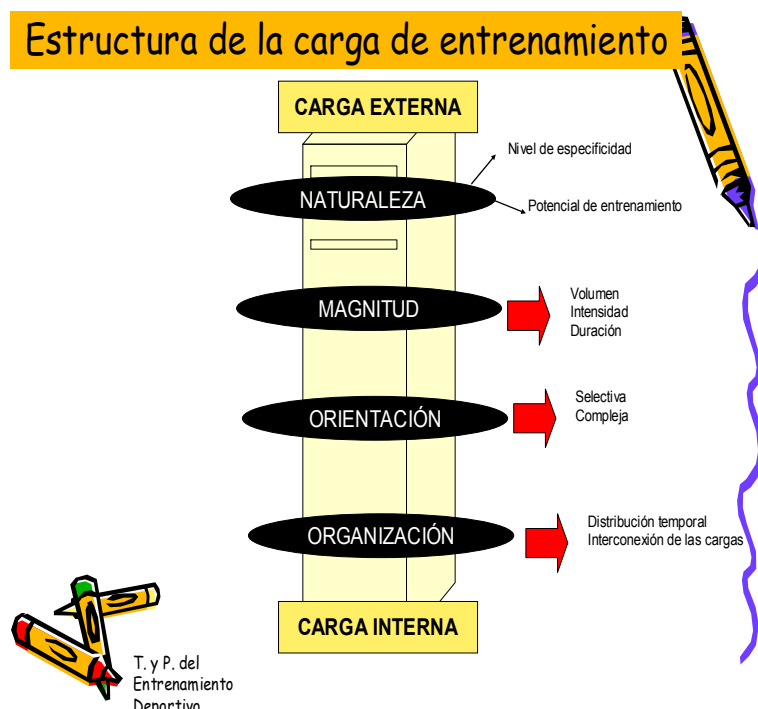 Estructura de la carga de entrenamiento
CARGA EXTERNA
Nivel de especificidad
NATURALEZA
Potencial de entrenamiento
MAGNITUD
Volumen
Intensidad
Duración
ORIENTACIÓN
Selectiva
Compleja
ORGANIZACIÓN
Distribución temporal
Interconexión de las cargas
CARGA INTERNA
T. y P. del
Entrenamiento
Deportivo